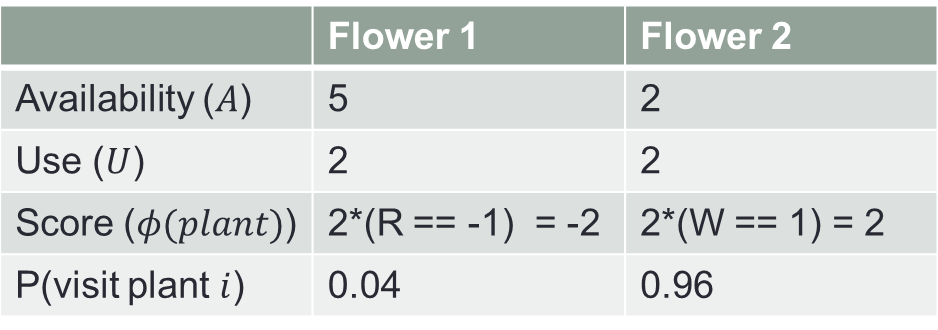 Flower 1 Flower 2
Availability (A) 5 2
Use (U) 2 2
Score (ϕ(plant)) 2*(R == -1)  = -2 2*(W == 1) = 2
P(visit plant i) 0.04 0.96